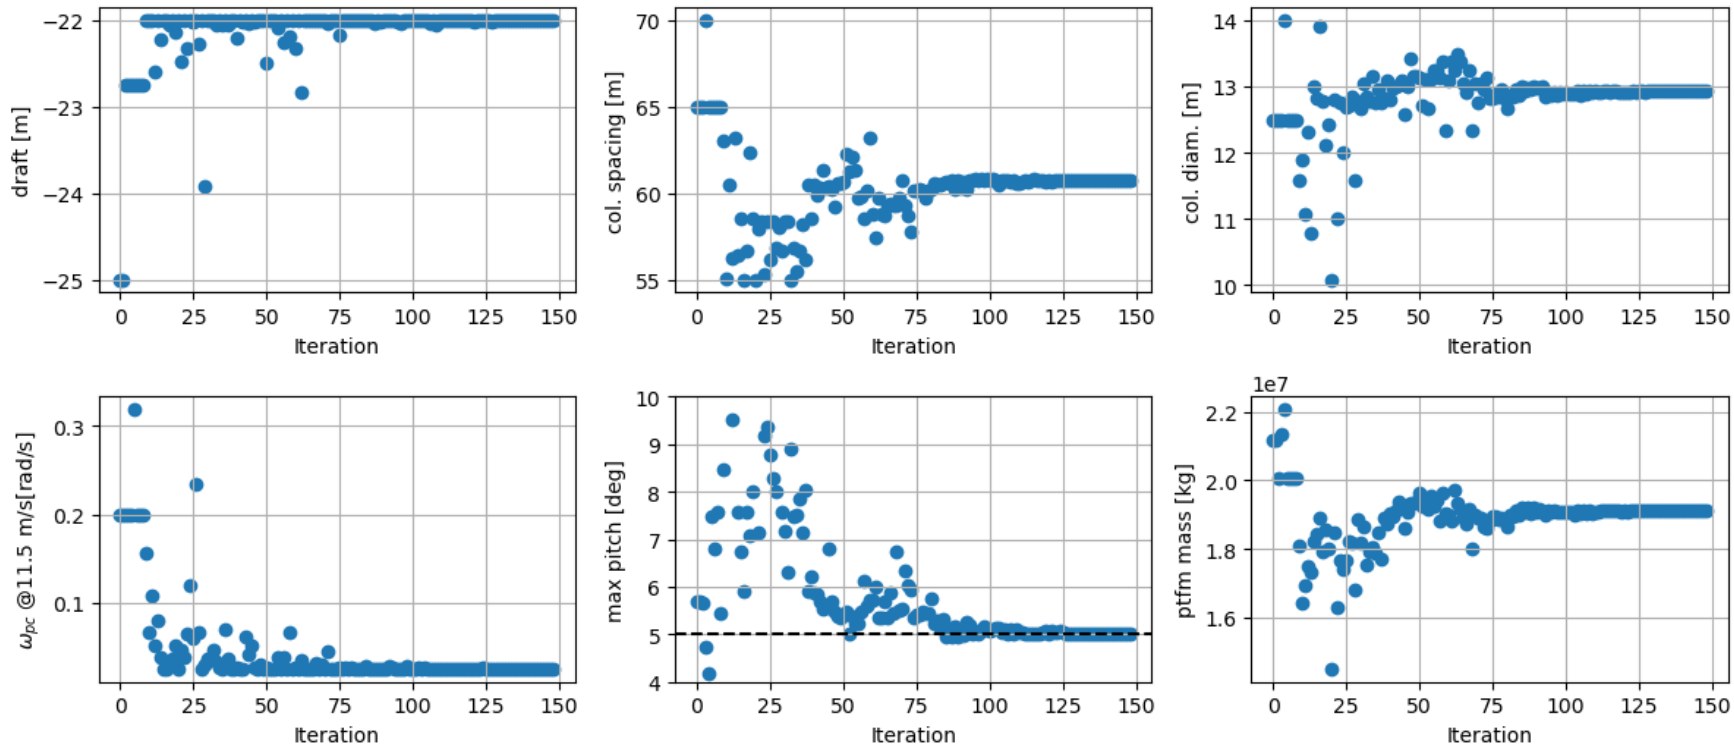 draft [m]
−22
−23
−24
−25
0 25 50 75 100 125 150
Iteration
col. spacing [m]
70
65
60
55
0 25 50 75 100 125 150
Iteration
col. diam. [m]
14
13
12
11
10
0 25 50 75 100 125 150
Iteration
ω_pc @11.5 m/s[rad/s]
0.3
0.2
0.1
0 25 50 75 100 125 150
Iteration
max pitch [deg]
10
9
8
7
6
5
4
0 25 50 75 100 125 150
Iteration
1e7
ptfm mass [kg]
2.2
2.0
1.8
1.6
0 25 50 75 100 125 150
Iteration